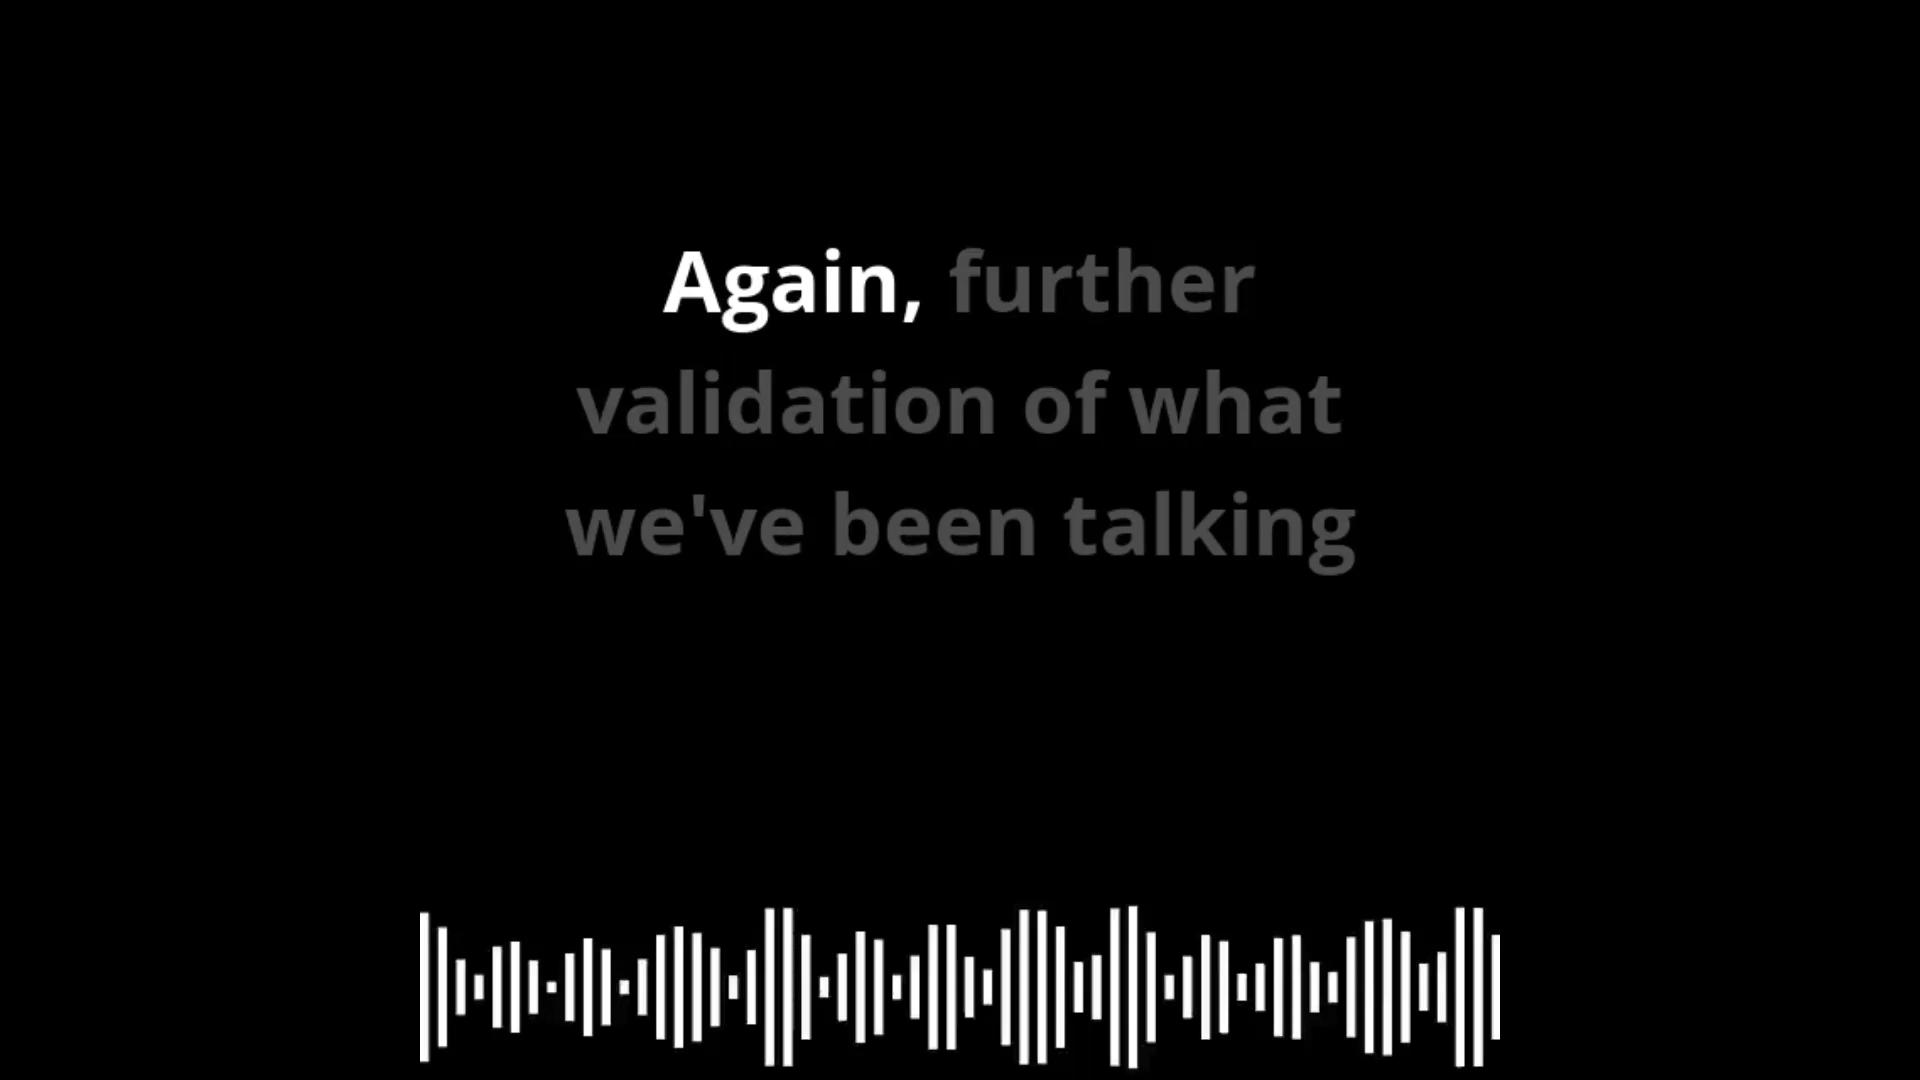 Again, further
validation of what
we've been talking